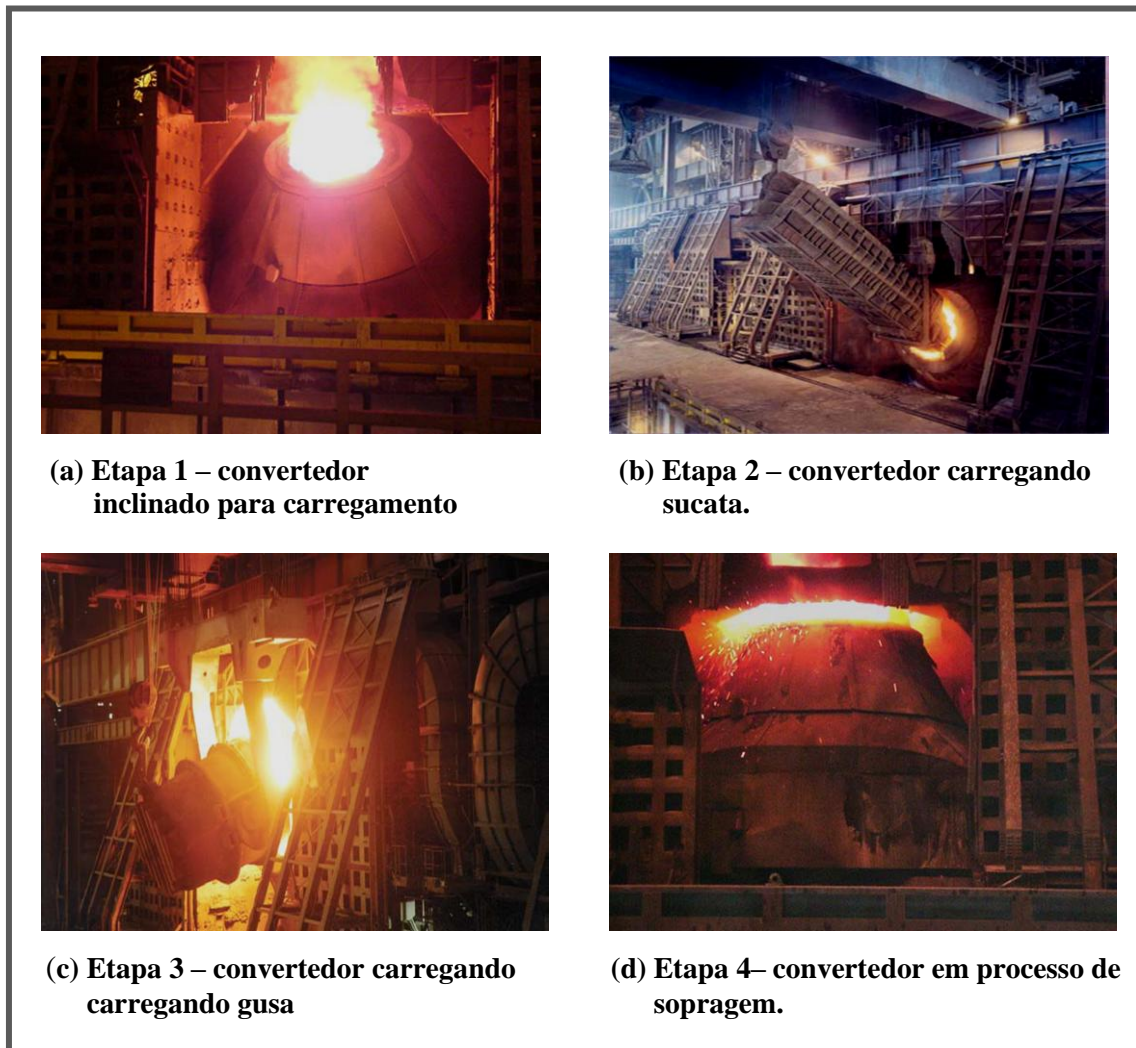 (a) Etapa 1 – convertedor
inclinado para carregamento
(b) Etapa 2 – convertedor carregando
sucata.
(c) Etapa 3 – convertedor carregando
carregando gusa
(d) Etapa 4– convertedor em processo de
sopragem.